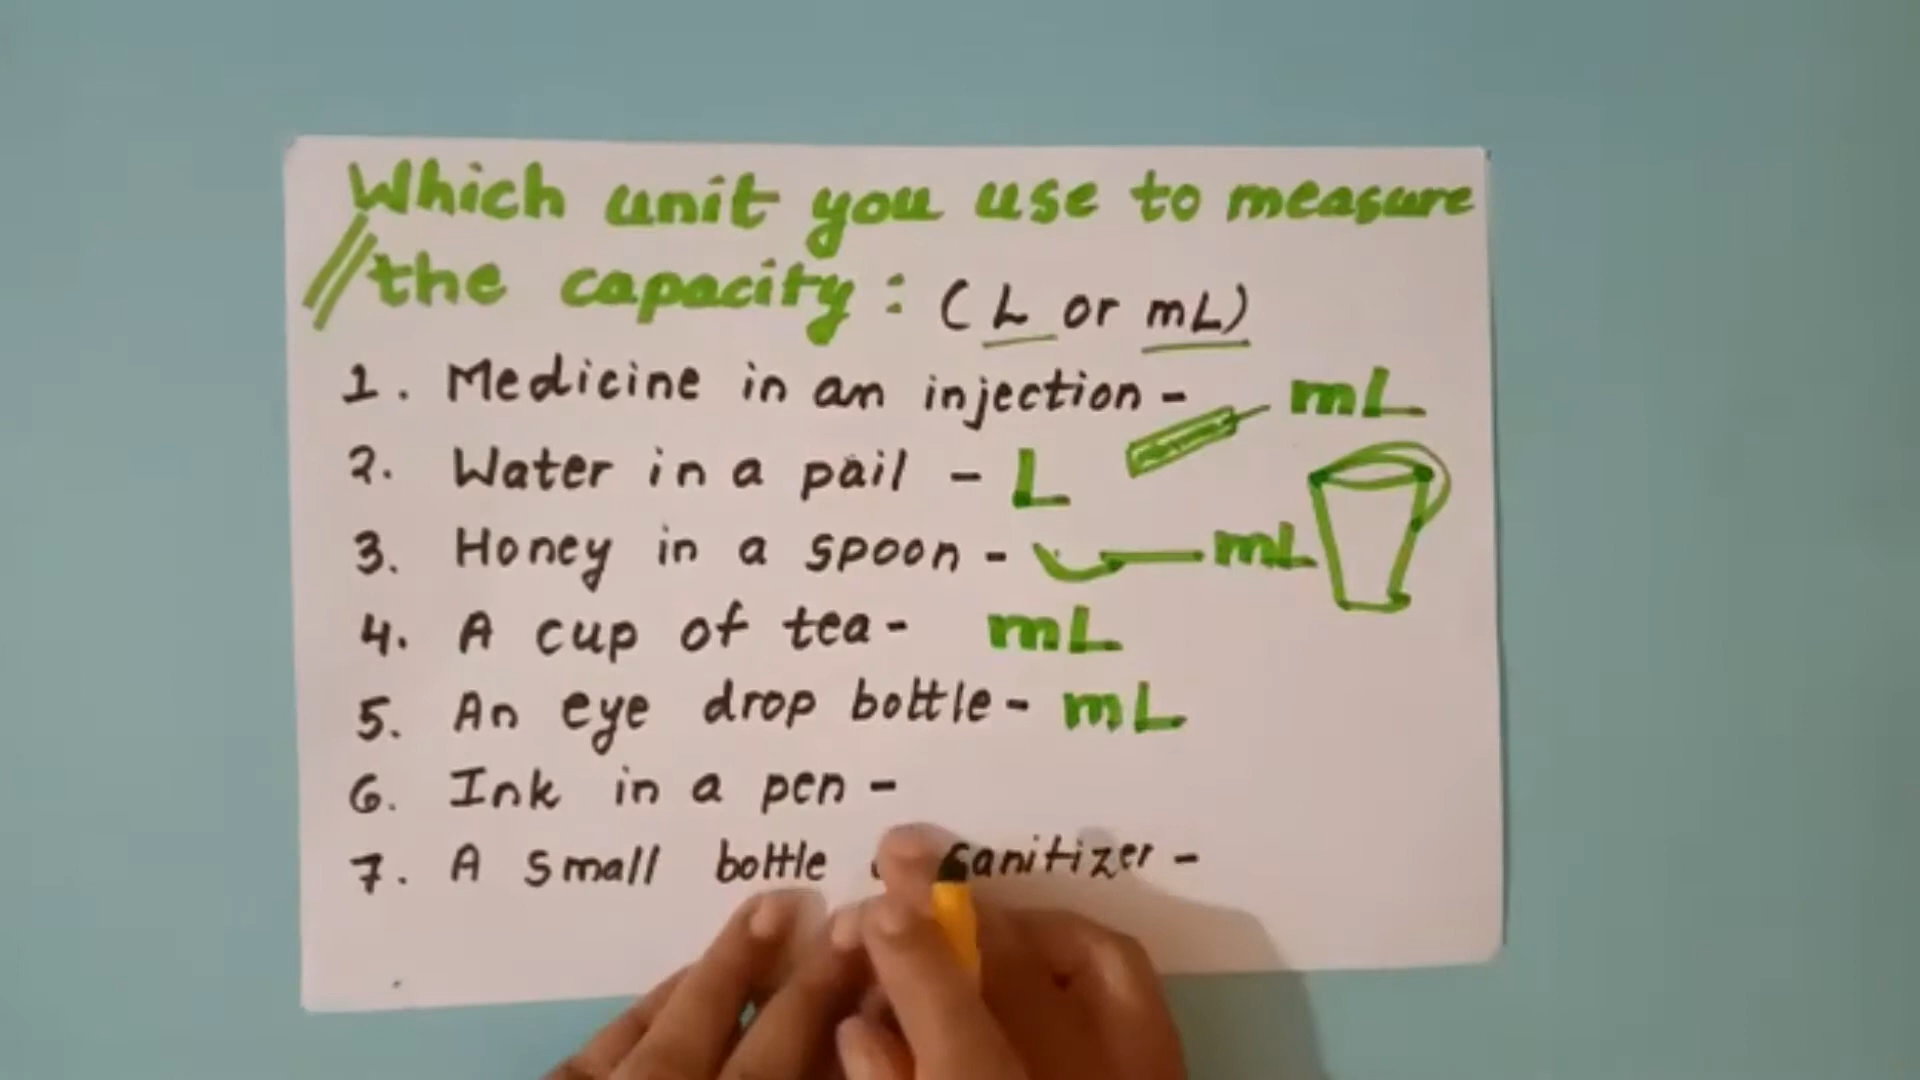 Which unit you use to measure
the capacity : (L or mL)
1. Medicine in an injection - mL
2. Water in a pail - L
3. Honey in a spoon - mL
4. A cup of tea - mL
5. An eye drop bottle - mL
6. Ink in a pen -
7. A small bottle sanitizer -